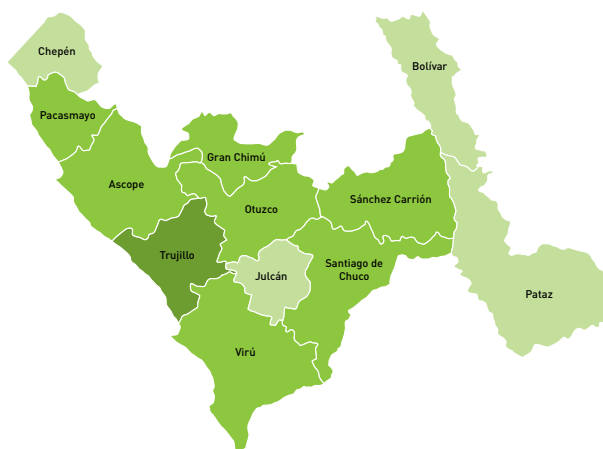 Chepén
Bolívar
Pacasmayo
Gran Chimú
Ascope
Sánchez Carrión
Otuzco
Trujillo
Santiago de
Chuco
Julcán
Pataz
Virú